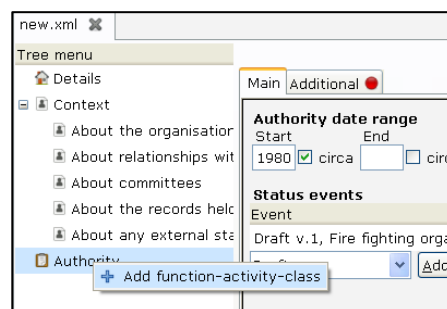 new.xml
Tree menu
Details
Context
About the organisation
About relationships wit
About committees
About the records held
About any external sta
Authority
Add function-activity-class
Main
Additional
Authority date range
Start End
1980 circa circ
Status events
Event
Draft v.1, Fire fighting orga
Add